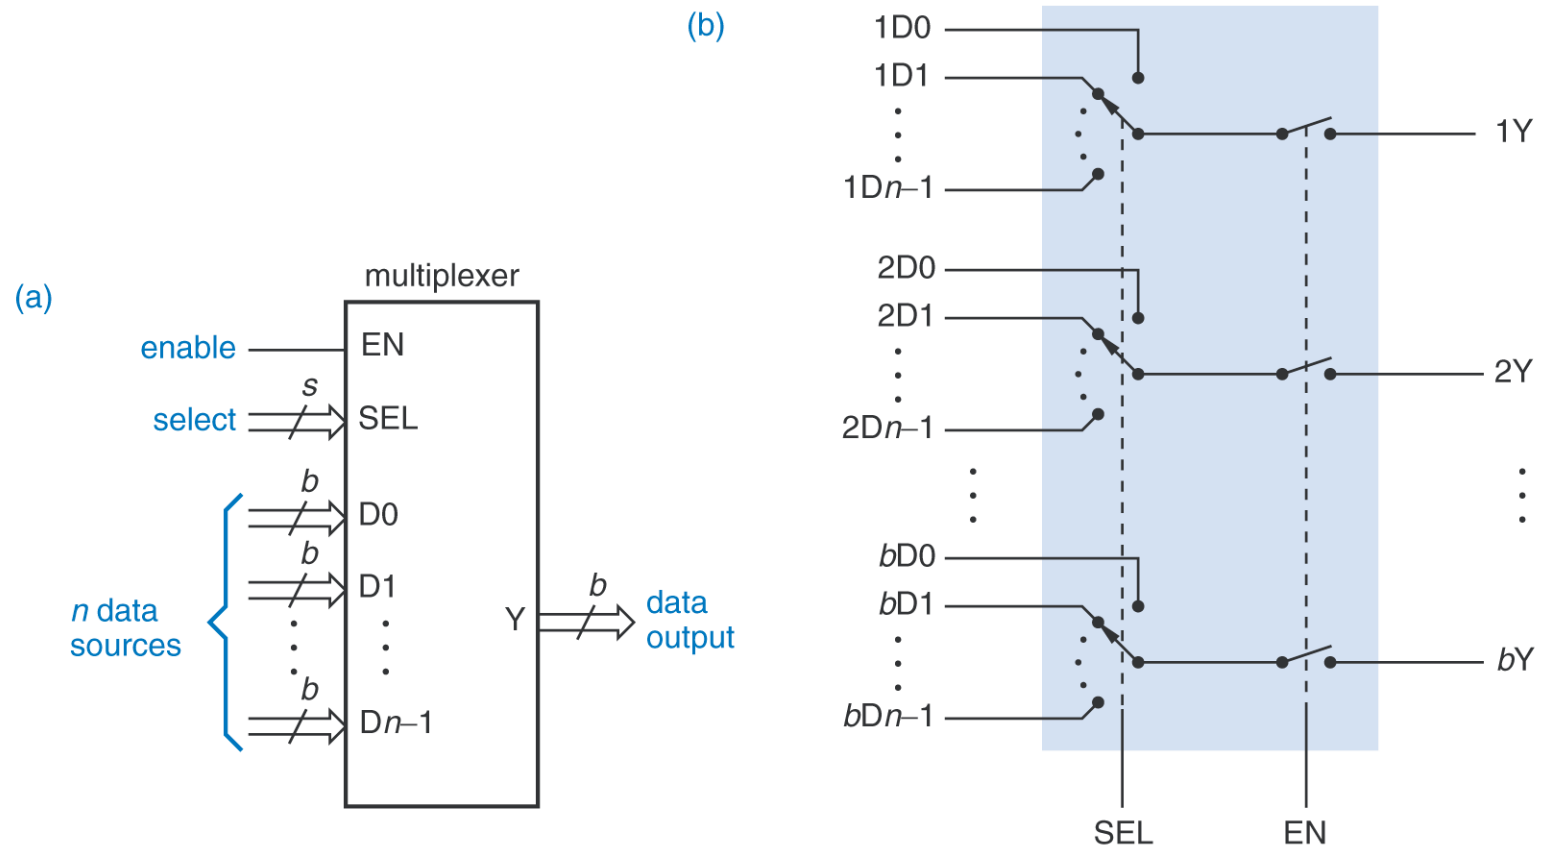 (a)
multiplexer
enable
EN
s
select
SEL
b
D0
b
D1
n data
sources
Y
b
data
output
b
Dn–1
(b)
1D0
1D1
1Dn–1
1Y
2D0
2D1
2Dn–1
2Y
bD0
bD1
bDn–1
bY
SEL
EN